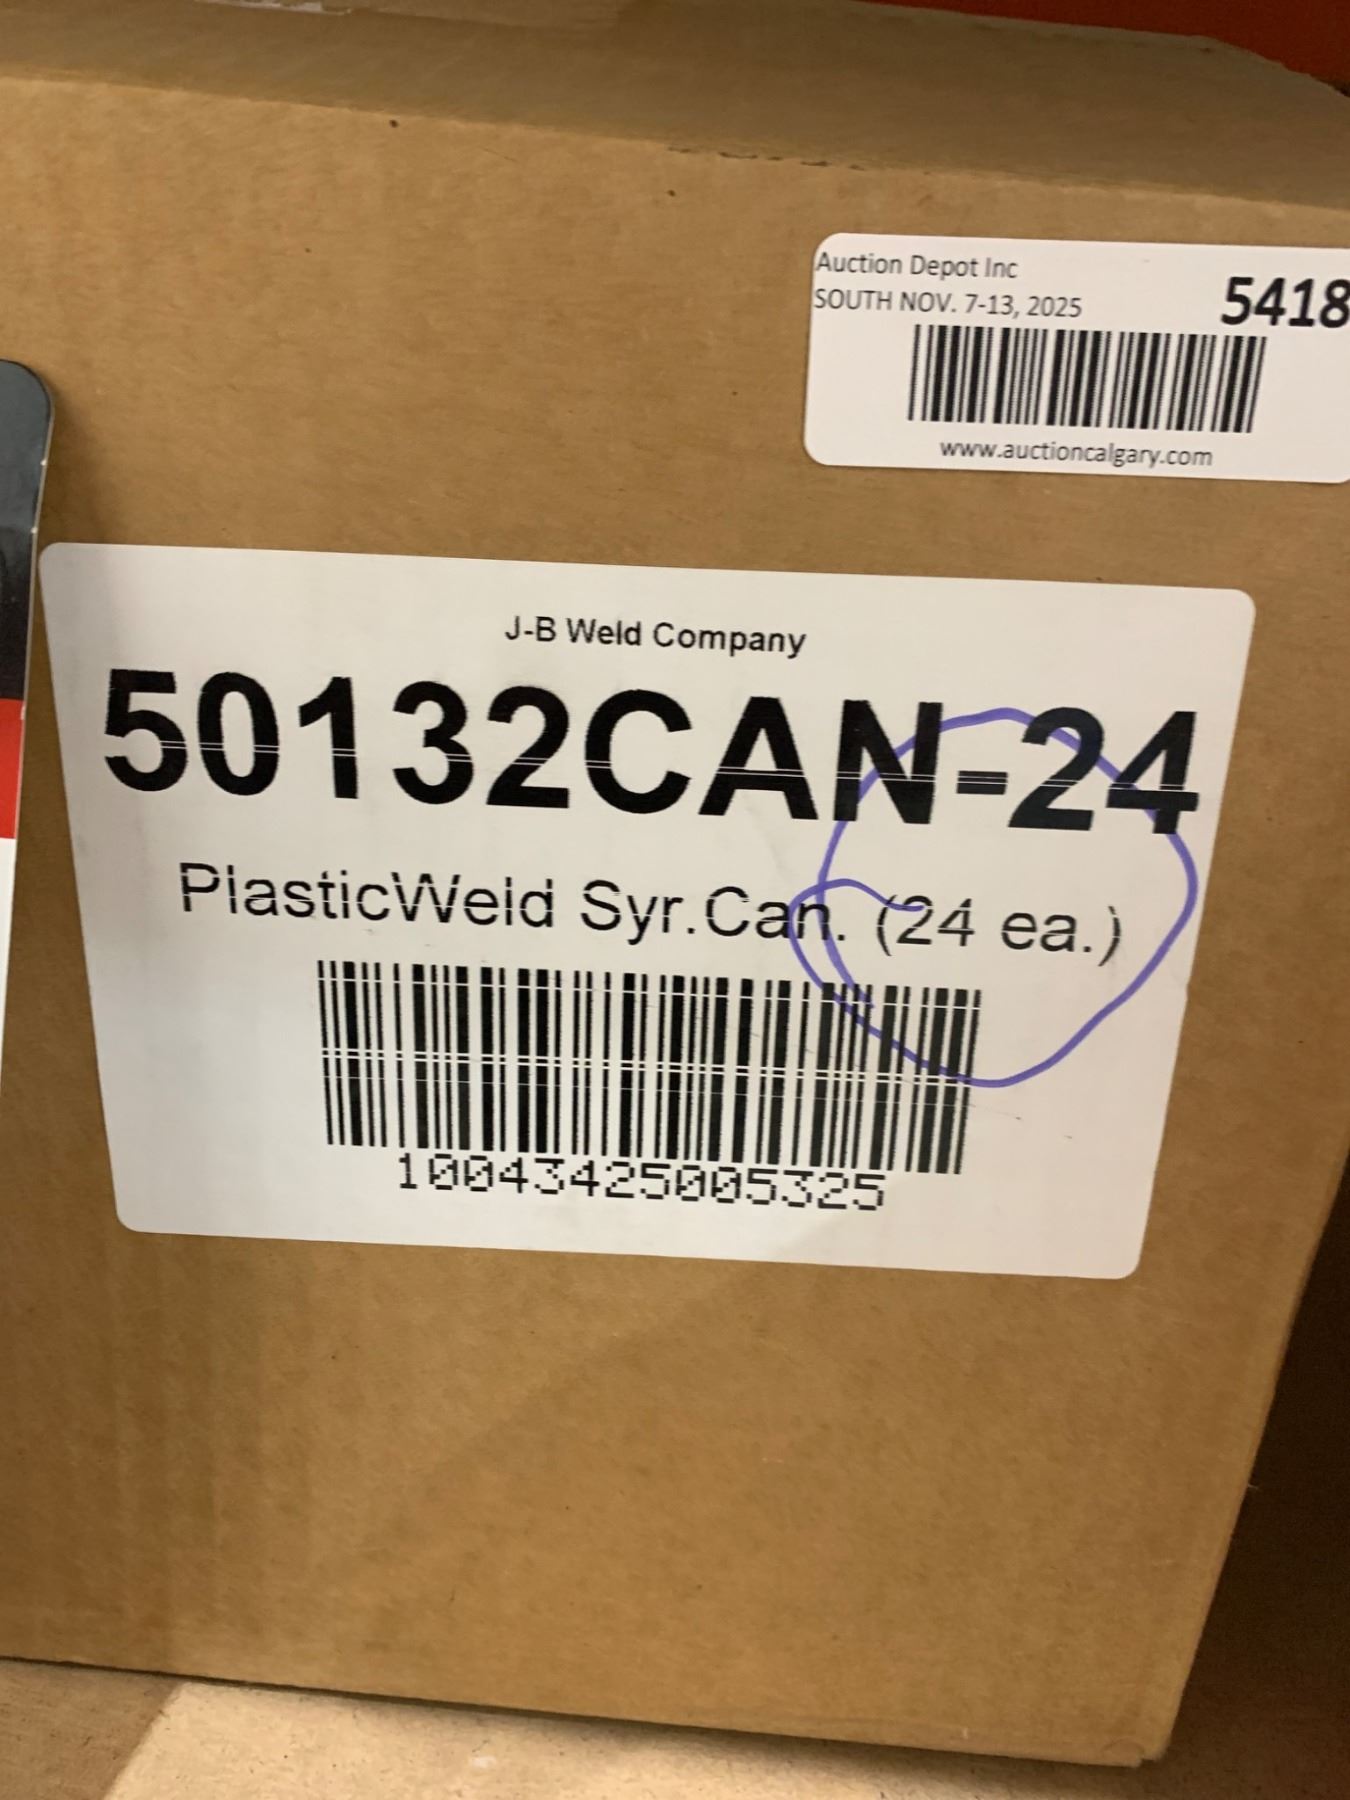 Auction Depot Inc
SOUTH NOV. 7-13, 2025
5418
www.auctioncalgary.com
J-B Weld Company
50132CAN-24
PlasticWeld Syr.Can. (24 ea.)
10043425005325